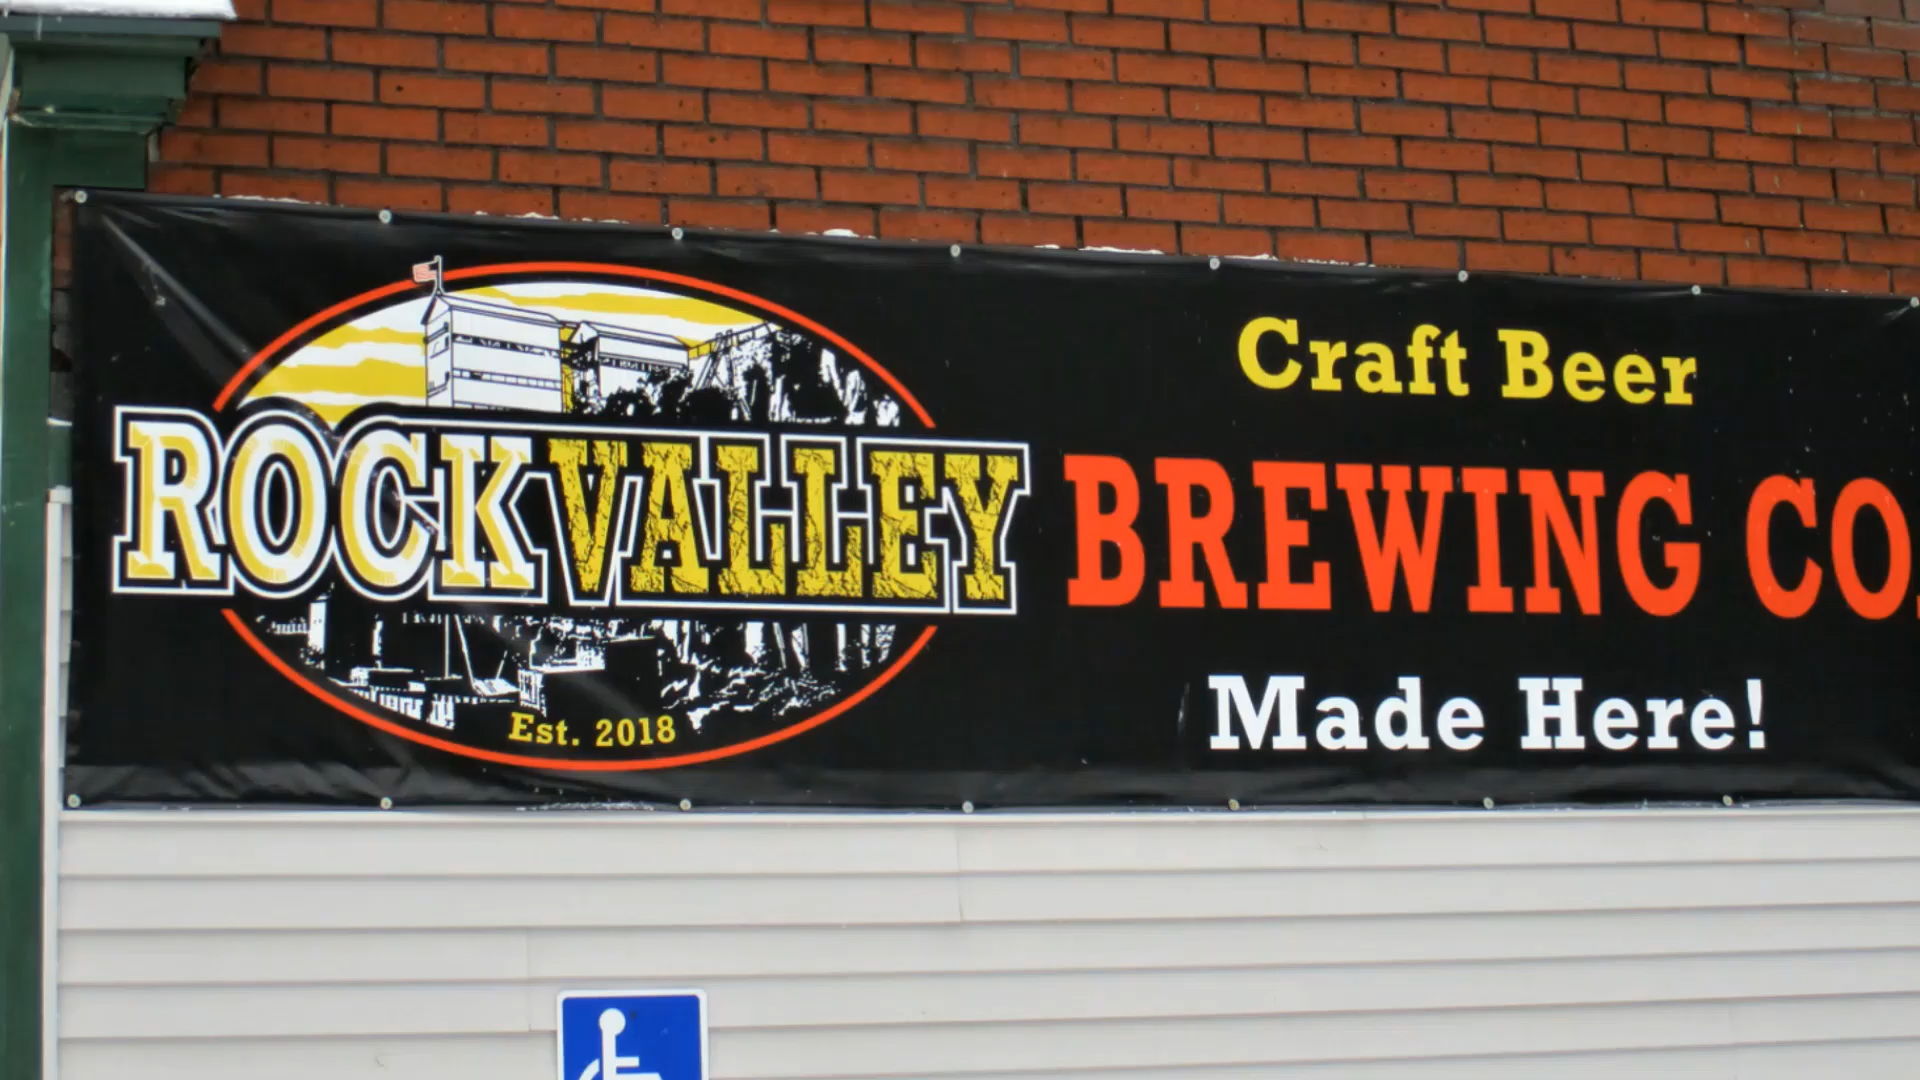 ROCK VALLEY
Est. 2018
Craft Beer
BREWING CO.
Made Here!